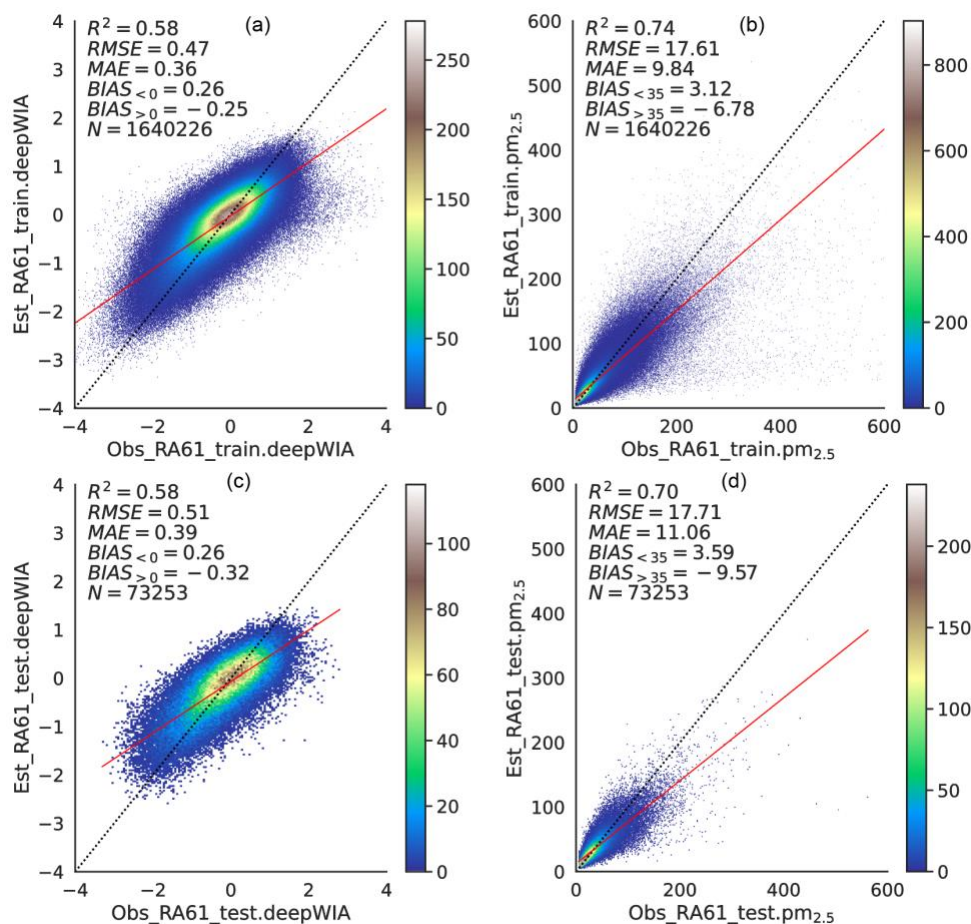 (a)
R² = 0.58
RMSE = 0.47
MAE = 0.36
BIAS<0 = 0.26
BIAS>0 = −0.25
N = 1640226
4
3
2
1
0
−1
−2
−3
−4
Est_RA61_train.deepWIA
−4
−2
0
2
4
Obs_RA61_train.deepWIA
250
200
150
100
50
0
(b)
R² = 0.74
RMSE = 17.61
MAE = 9.84
BIAS<35 = 3.12
BIAS>35 = −6.78
N = 1640226
600
500
400
300
200
100
0
Est_RA61_train.pm2.5
0
200
400
600
Obs_RA61_train.pm2.5
800
600
400
200
0
(c)
R² = 0.58
RMSE = 0.51
MAE = 0.39
BIAS<0 = 0.26
BIAS>0 = −0.32
N = 73253
4
3
2
1
0
−1
−2
−3
−4
Est_RA61_test.deepWIA
−4
−2
0
2
4
Obs_RA61_test.deepWIA
100
80
60
40
20
0
(d)
R² = 0.70
RMSE = 17.71
MAE = 11.06
BIAS<35 = 3.59
BIAS>35 = −9.57
N = 73253
600
500
400
300
200
100
0
Est_RA61_test.pm2.5
0
200
400
600
Obs_RA61_test.pm2.5
200
150
100
50
0